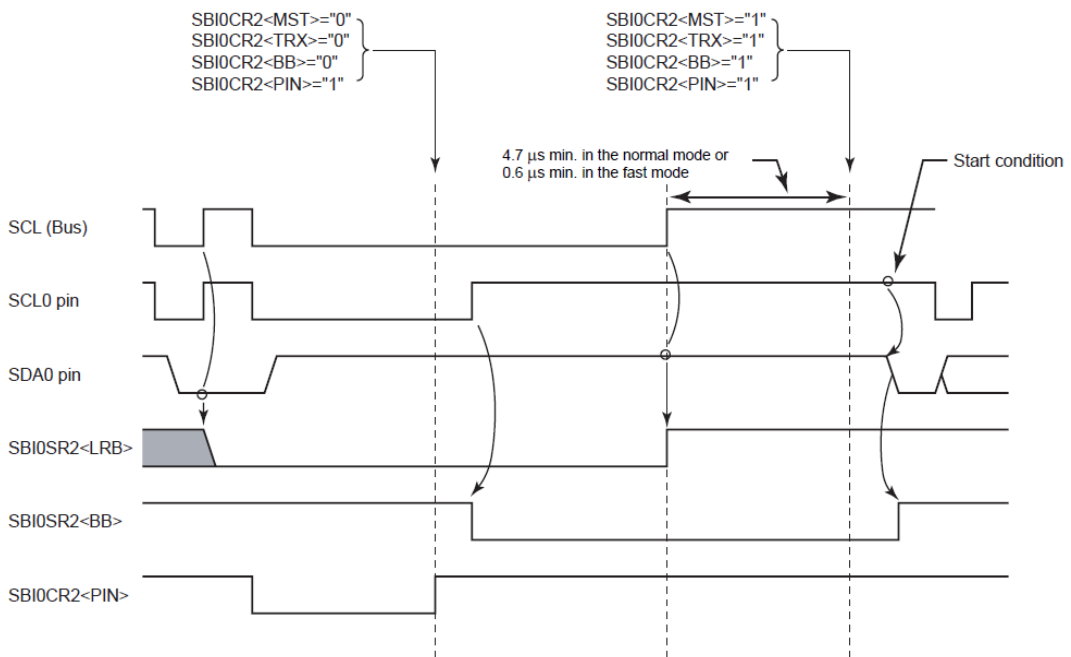 SBI0CR2<MST>="0"
SBI0CR2<TRX>="0"
SBI0CR2<BB>="0"
SBI0CR2<PIN>="1"
SBI0CR2<MST>="1"
SBI0CR2<TRX>="1"
SBI0CR2<BB>="1"
SBI0CR2<PIN>="1"
4.7 μs min. in the normal mode or
0.6 μs min. in the fast mode
Start condition
SCL (Bus)
SCL0 pin
SDA0 pin
SBI0SR2<LRB>
SBI0SR2<BB>
SBI0CR2<PIN>